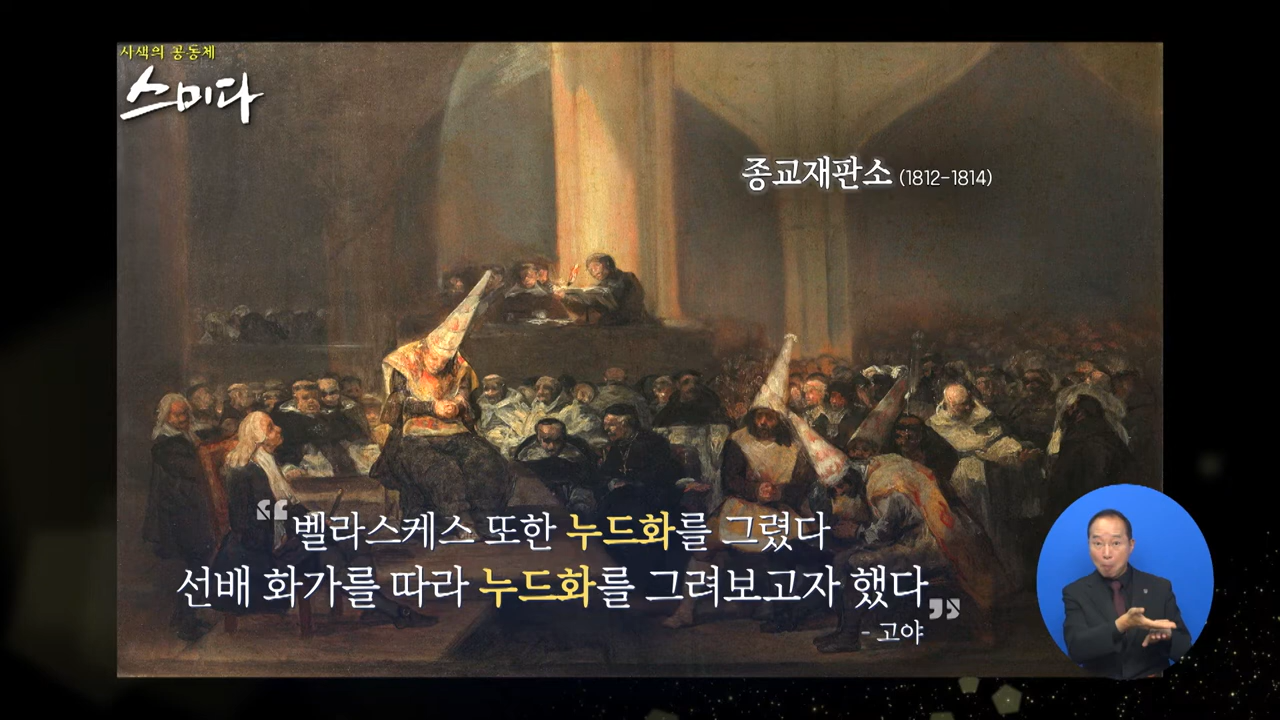 사색의 공동체
스미다
종교재판소 (1812-1814)
“벨라스케스 또한 누드화를 그렸다
선배 화가를 따라 누드화를 그려보고자 했다”
- 고야